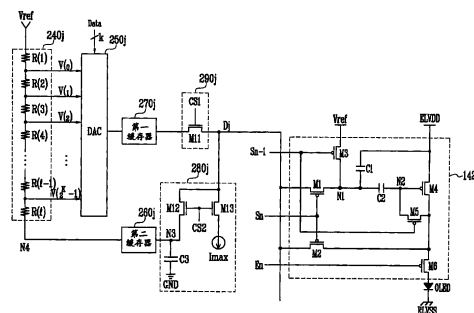 Vref
240j
Data
k
250j
R(1)
V(0)
R(2)
V(1)
R(3)
V(2)
R(4)
R(t-1)
V(2^k-1)
R(t)
N4
DAC
270j
第一
缓存器
290j
CS1
M11
Dj
280j
M12
M13
CS2
N3
C3
GND
Imax
260j
第二
缓存器
Vref
ELVDD
142
Sn-1
M3
C1
M1
N1
C2
N2
M4
Sn
M5
M2
En
M6
OLED
ELVSS